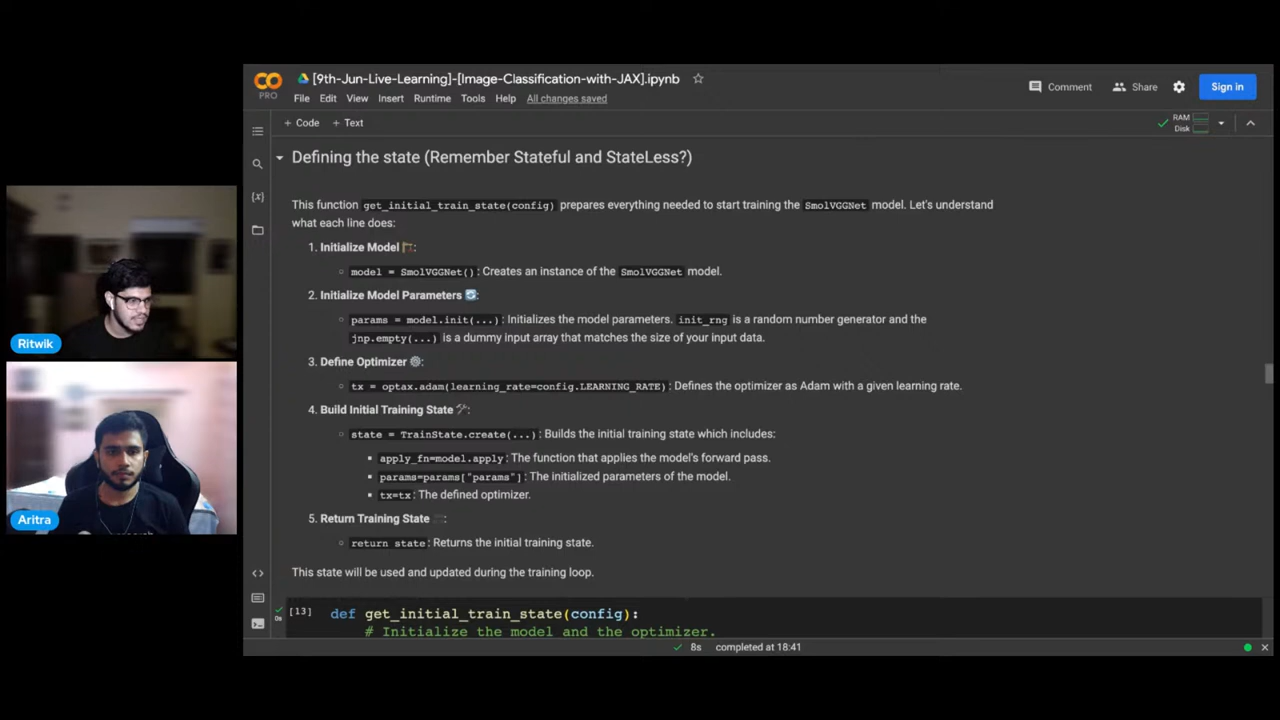 [9th-Jun-Live-Learning]-[Image-Classification-with-JAX].ipynb
PRO
File Edit View Insert Runtime Tools Help All changes saved
Comment Share Sign in
+ Code + Text
RAM
Disk
Defining the state (Remember Stateful and StateLess?)
This function get_initial_train_state(config) prepares everything needed to start training the SmolVGGNet model. Let's understand
what each line does:
1. Initialize Model :
model = SmolVGGNet(): Creates an instance of the SmolVGGNet model.
2. Initialize Model Parameters :
params = model.init(...): Initializes the model parameters. init_rng is a random number generator and the
jnp.empty(...) is a dummy input array that matches the size of your input data.
3. Define Optimizer :
tx = optax.adam(learning_rate=config.LEARNING_RATE): Defines the optimizer as Adam with a given learning rate.
4. Build Initial Training State :
state = TrainState.create(...): Builds the initial training state which includes:
apply_fn=model.apply: The function that applies the model's forward pass.
params=params["params"]: The initialized parameters of the model.
tx=tx: The defined optimizer.
5. Return Training State :
return state: Returns the initial training state.
This state will be used and updated during the training loop.
[13] def get_initial_train_state(config):
0s
# Initialize the model and the optimizer.
8s completed at 18:41
Ritwik
Aritra